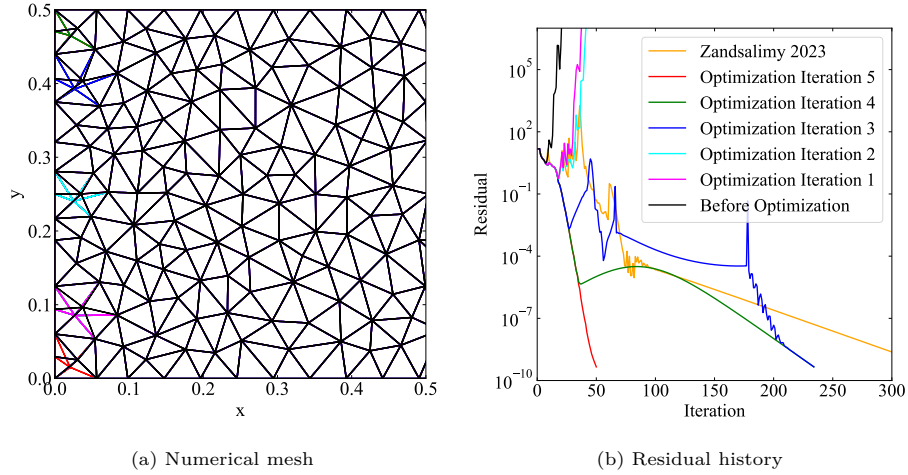 0.5
0.4
0.3
y
0.2
0.1
0.0
0.0 0.1 0.2 0.3 0.4 0.5
x
(a) Numerical mesh
10^5
10^2
10^−1
10^−4
10^−7
10^−10
Residual
Zandsalimy 2023
Optimization Iteration 5
Optimization Iteration 4
Optimization Iteration 3
Optimization Iteration 2
Optimization Iteration 1
Before Optimization
0 50 100 150 200 250 300
Iteration
(b) Residual history